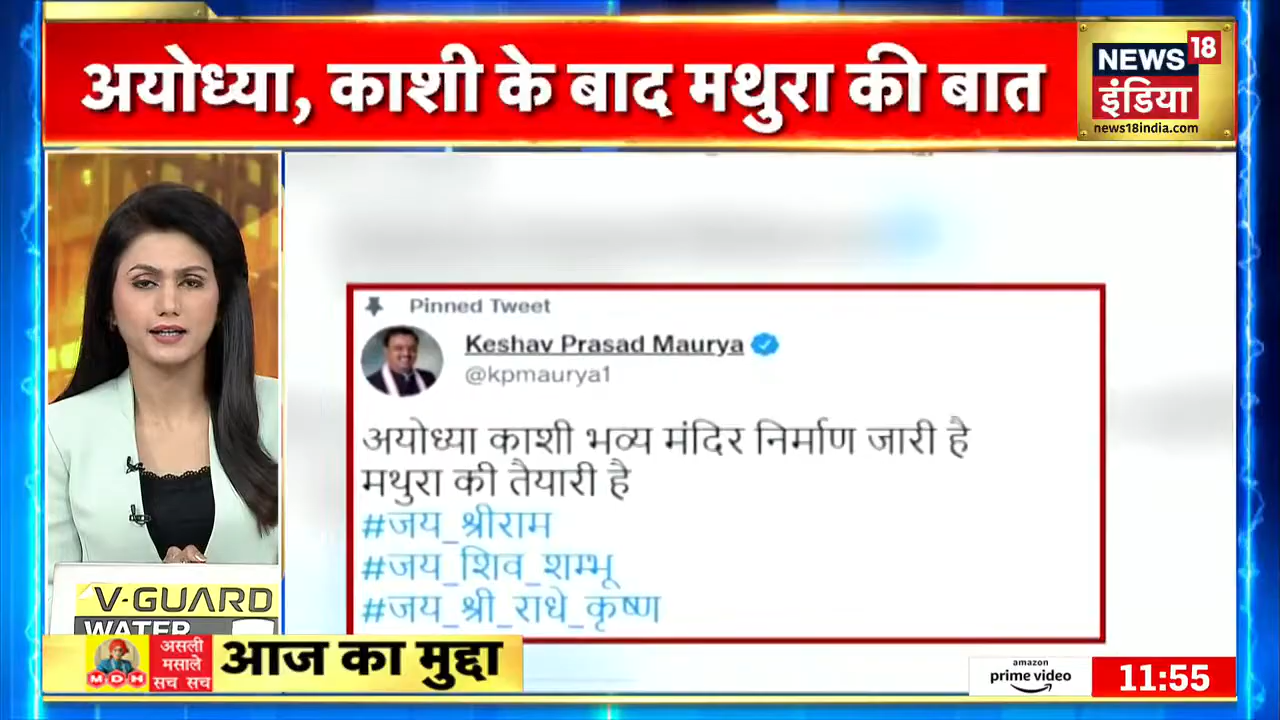 अयोध्या, काशी के बाद मथुरा की बात
NEWS 18
इंडिया
news18india.com
Pinned Tweet
Keshav Prasad Maurya
@kpmaurya1
अयोध्या काशी भव्य मंदिर निर्माण जारी है
मथुरा की तैयारी है
#जय_श्रीराम
#जय_शिव_शम्भू
#जय_श्री_राधे_कृष्ण
V-GUARD
WATER
MDH
असली
मसाले
सच सच
आज का मुद्दा
amazon
prime video
11:55